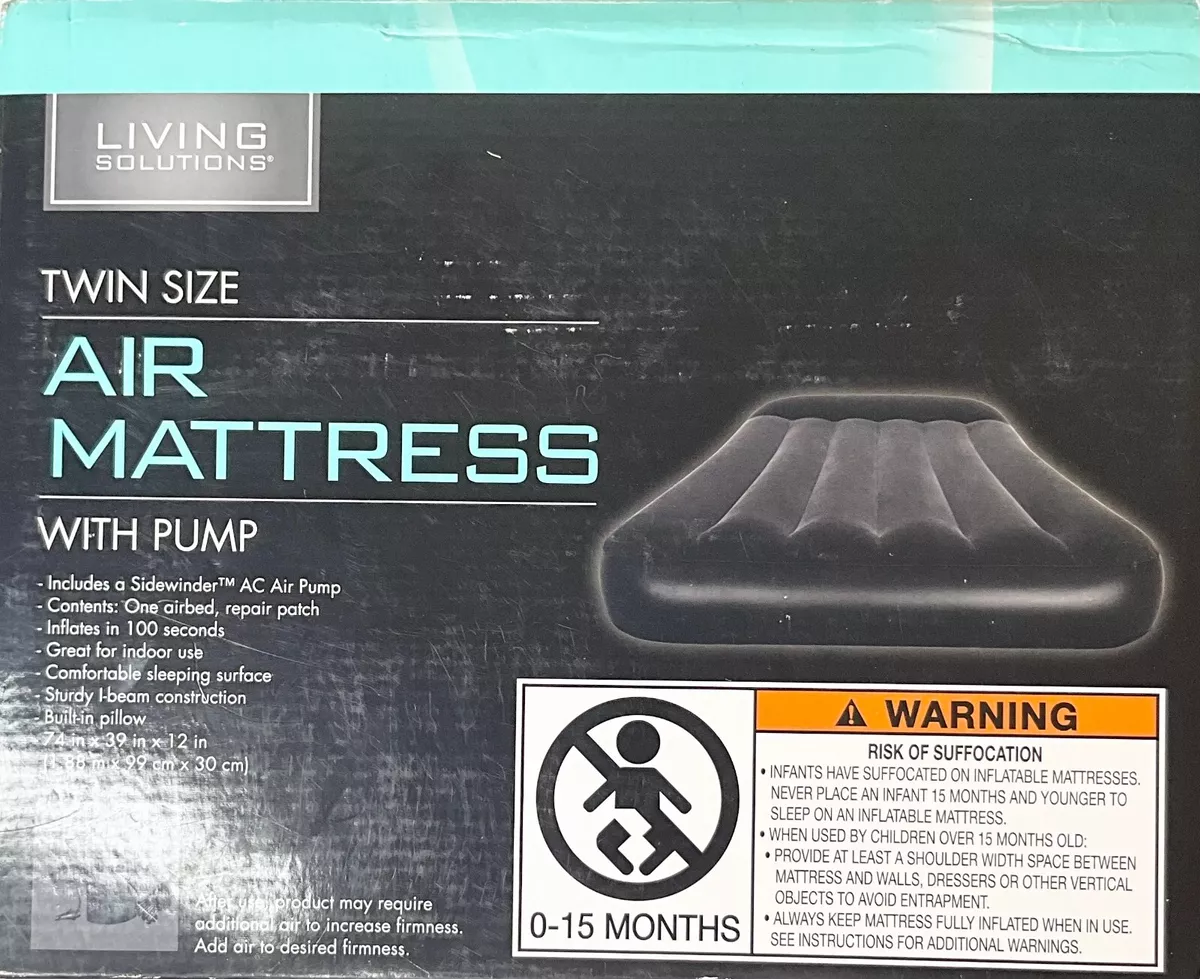 LIVING
SOLUTIONS®
TWIN SIZE
AIR
MATTRESS
WITH PUMP
- Includes a Sidewinder™ AC Air Pump
- Contents: One airbed, repair patch
- Inflates in 100 seconds
- Great for indoor use
- Comfortable sleeping surface
- Sturdy I-beam construction
- Built-in pillow
- 74 in x 39 in x 12 in
(1.88 m x 99 cm x 30 cm)
After use, product may require
additional air to increase firmness.
Add air to desired firmness.
0-15 MONTHS
WARNING
RISK OF SUFFOCATION
• INFANTS HAVE SUFFOCATED ON INFLATABLE MATTRESSES.
NEVER PLACE AN INFANT 15 MONTHS AND YOUNGER TO
SLEEP ON AN INFLATABLE MATTRESS.
• WHEN USED BY CHILDREN OVER 15 MONTHS OLD:
• PROVIDE AT LEAST A SHOULDER WIDTH SPACE BETWEEN
MATTRESS AND WALLS, DRESSERS OR OTHER VERTICAL
OBJECTS TO AVOID ENTRAPMENT.
• ALWAYS KEEP MATTRESS FULLY INFLATED WHEN IN USE.
SEE INSTRUCTIONS FOR ADDITIONAL WARNINGS.